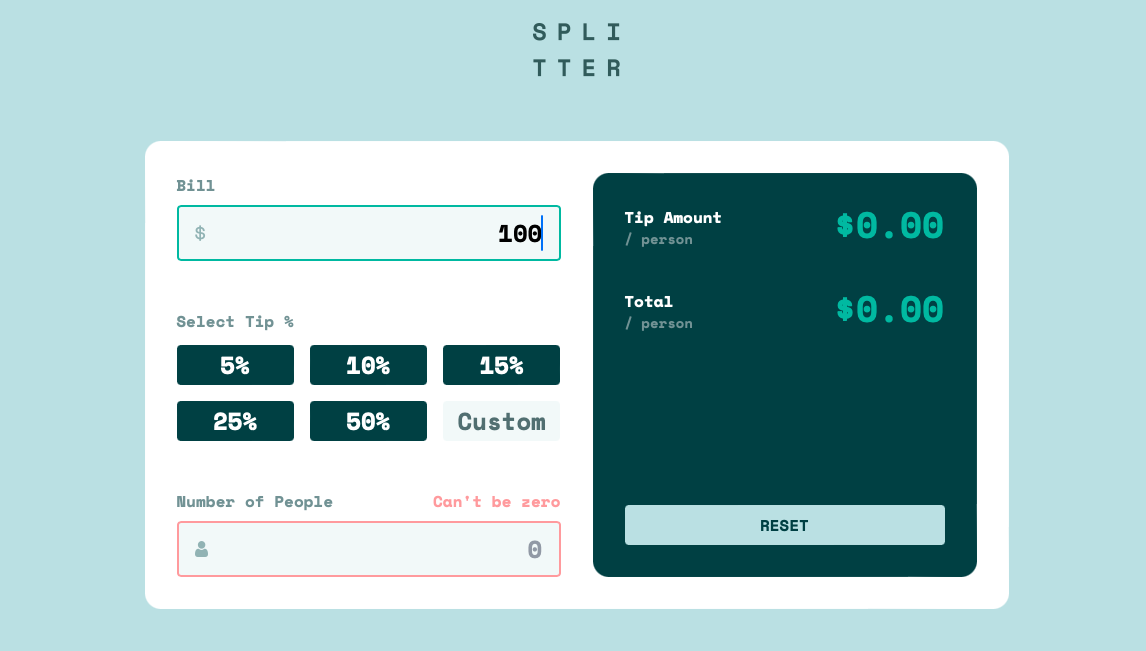 SPLI
TTER
Bill
$ 100
Select Tip %
5% 10% 15%
25% 50% Custom
Number of People Can't be zero
0
Tip Amount $0.00
/ person
Total $0.00
/ person
RESET